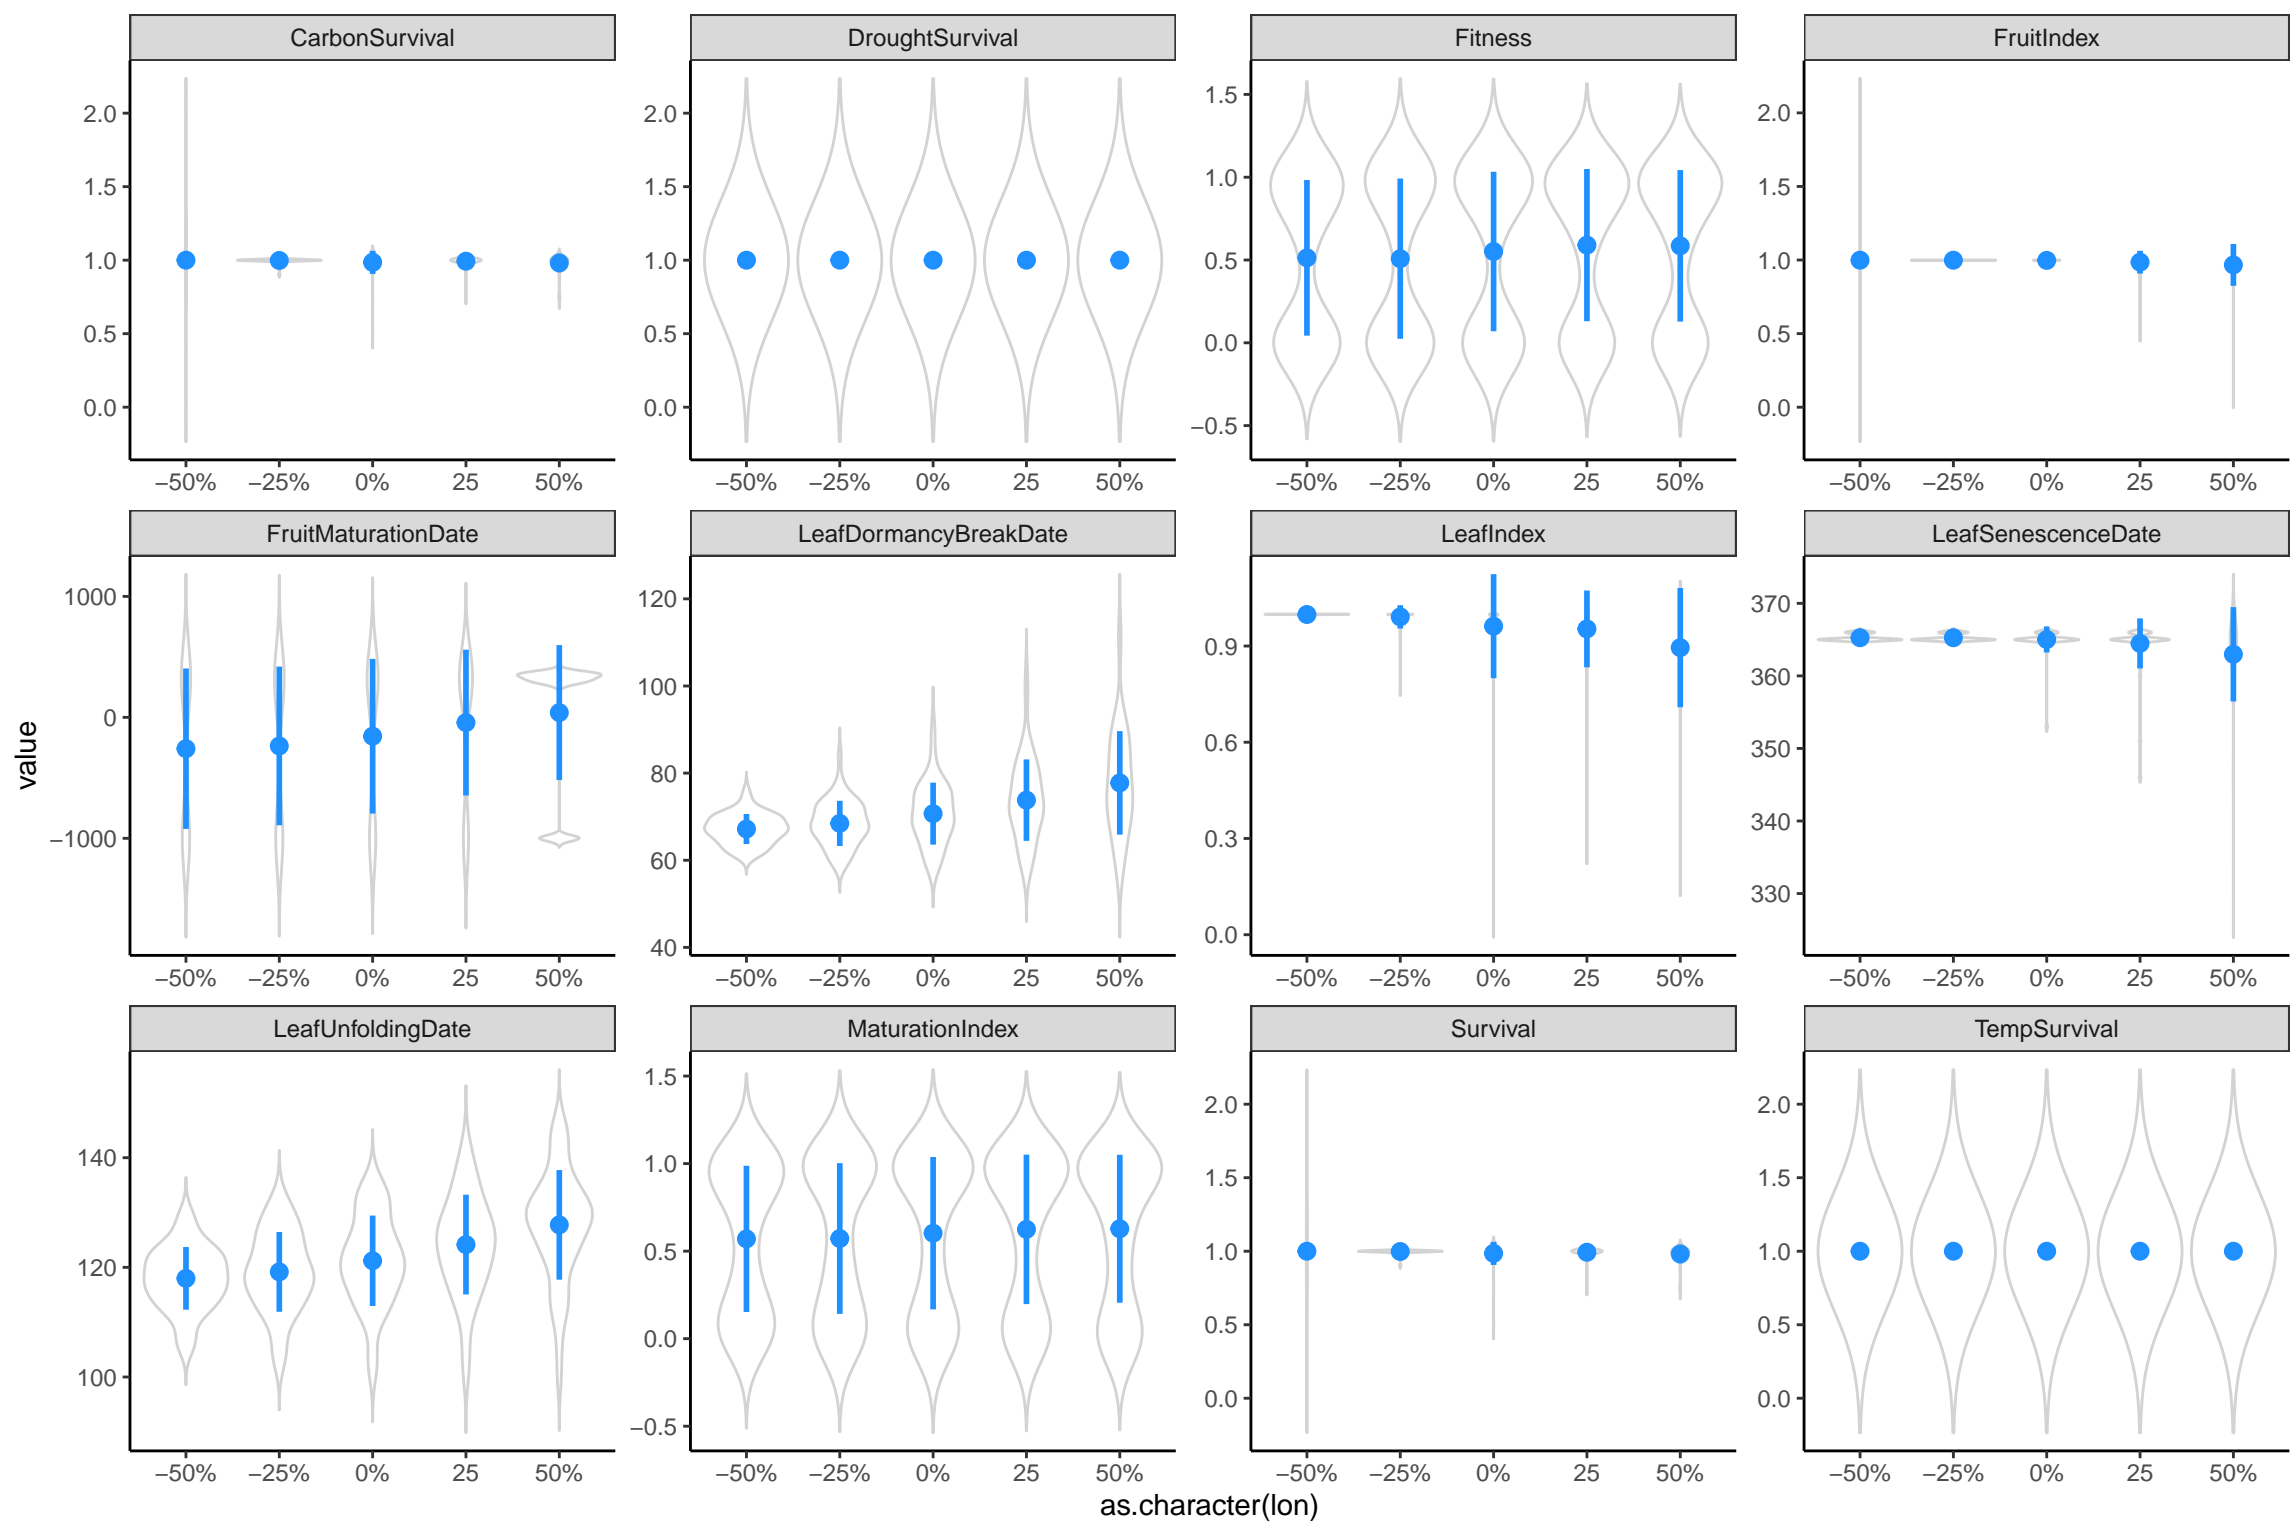 CarbonSurvival DroughtSurvival Fitness FruitIndex
2.0 1.5 1.0 0.5 0.0
2.0 1.5 1.0 0.5 0.0
1.5 1.0 0.5 0.0 −0.5
2.0 1.5 1.0 0.5 0.0
−50% −25% 0% 25 50% −50% −25% 0% 25 50% −50% −25% 0% 25 50% −50% −25% 0% 25 50%
FruitMaturationDate LeafDormancyBreakDate LeafIndex LeafSenescenceDate
value
1000 0 −1000
120 100 80 60 40
0.9 0.6 0.3 0.0
370 360 350 340 330
−50% −25% 0% 25 50% −50% −25% 0% 25 50% −50% −25% 0% 25 50% −50% −25% 0% 25 50%
LeafUnfoldingDate MaturationIndex Survival TempSurvival
140 120 100
1.5 1.0 0.5 0.0 −0.5
2.0 1.5 1.0 0.5 0.0
2.0 1.5 1.0 0.5 0.0
−50% −25% 0% 25 50% −50% −25% 0% 25 50% −50% −25% 0% 25 50% −50% −25% 0% 25 50%
as.character(lon)